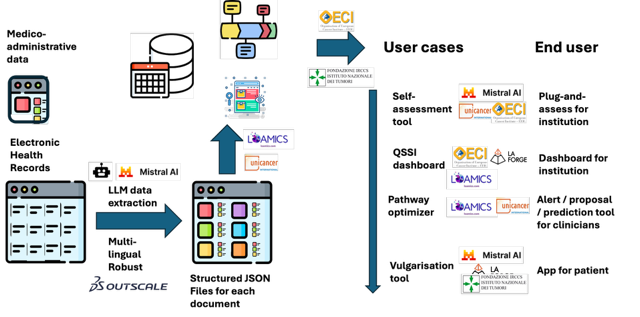 Medico-
administrative
data
Electronic
Health
Records
Mistral AI
LLM data
extraction
Multi-
lingual
Robust
3DS OUTSCALE
Structured JSON
Files for each
document
LOAMICS
unicancer
OECI
FONDAZIONE IRCCS
ISTITUTO NAZIONALE
DEI TUMORI
User cases
End user
Self-
assessment
tool
Mistral AI
unicancer
OECI
Plug-and-
assess for
institution
QSSI
dashboard
OECI
LA
FORGE
LOAMICS
Dashboard for
institution
Pathway
optimizer
LOAMICS
unicancer
Alert / proposal
/ prediction tool
for clinicians
Vulgarisation
tool
Mistral AI
LA
FONDAZIONE IRCCS
ISTITUTO NAZIONALE
DEI TUMORI
App for patient